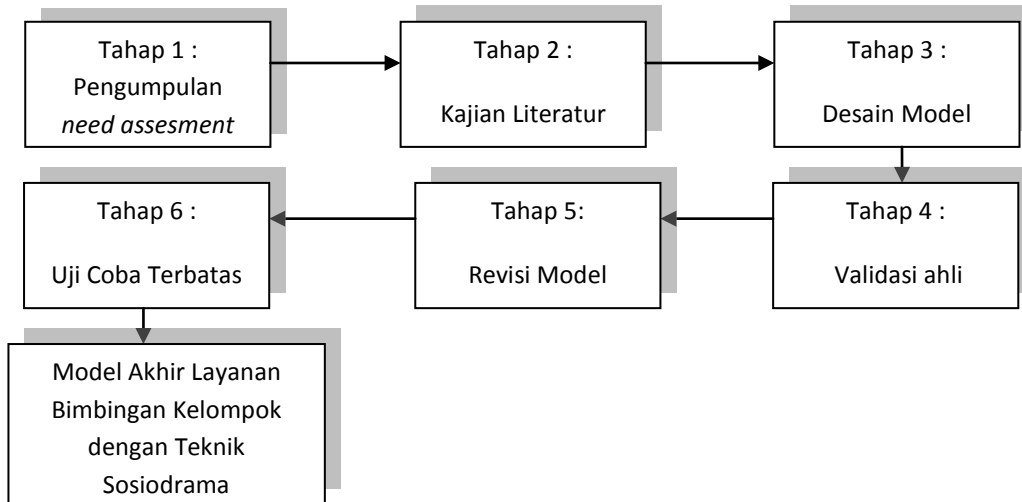 Tahap 1 :
Pengumpulan
need assesment
Tahap 2 :
Kajian Literatur
Tahap 3 :
Desain Model
Tahap 4 :
Validasi ahli
Tahap 5:
Revisi Model
Tahap 6 :
Uji Coba Terbatas
Model Akhir Layanan
Bimbingan Kelompok
dengan Teknik
Sosiodrama